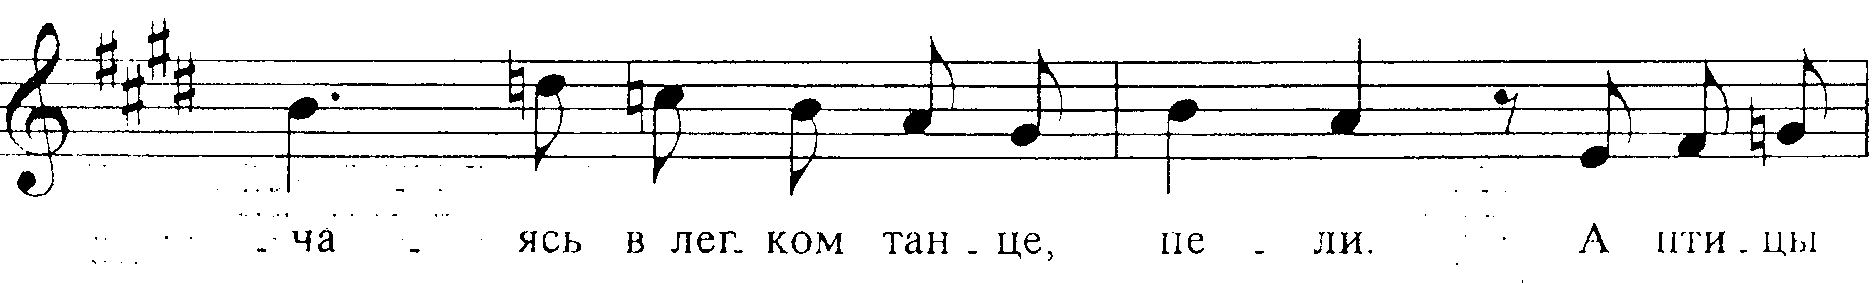 - ча - ясь в лег- ком тан - це, пе - ли. А пти - цы